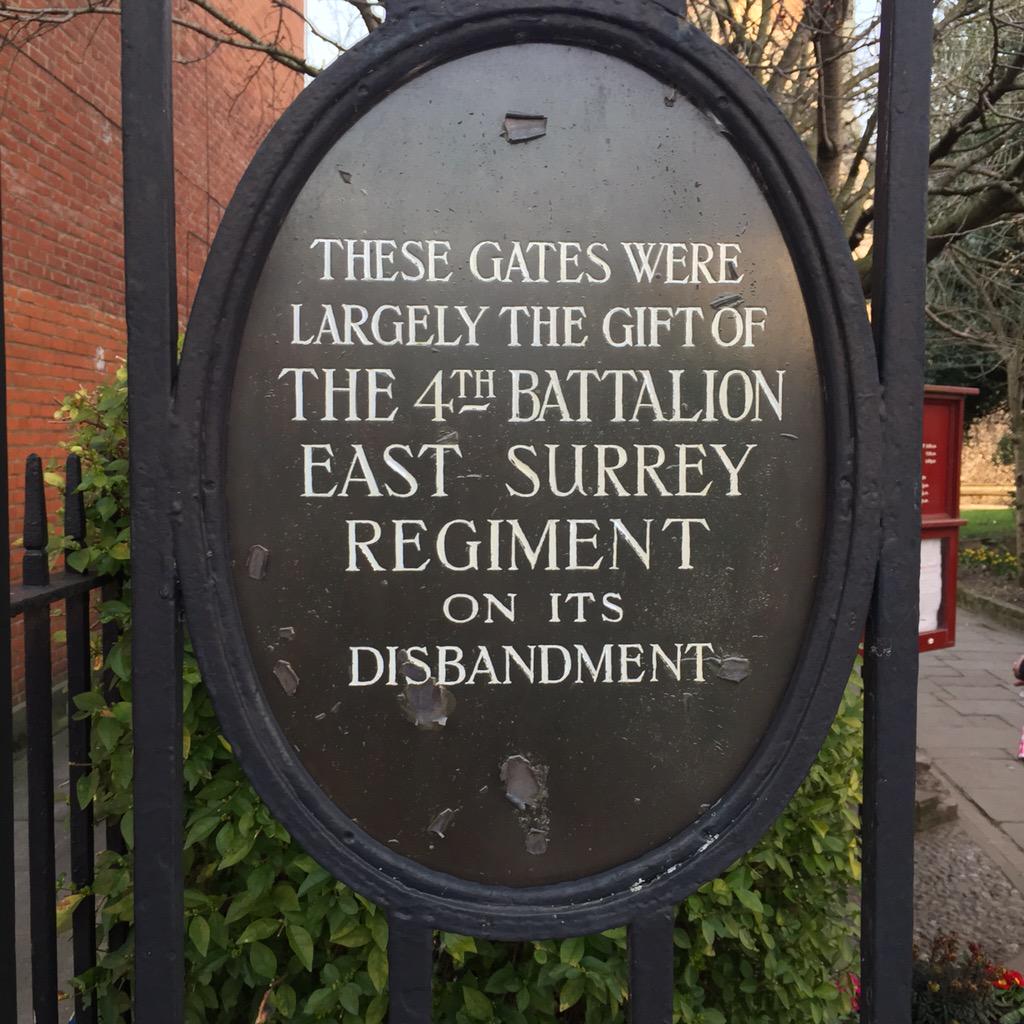 THESE GATES WERE
LARGELY THE GIFT OF
THE 4TH BATTALION
EAST SURREY
REGIMENT
ON ITS
DISBANDMENT